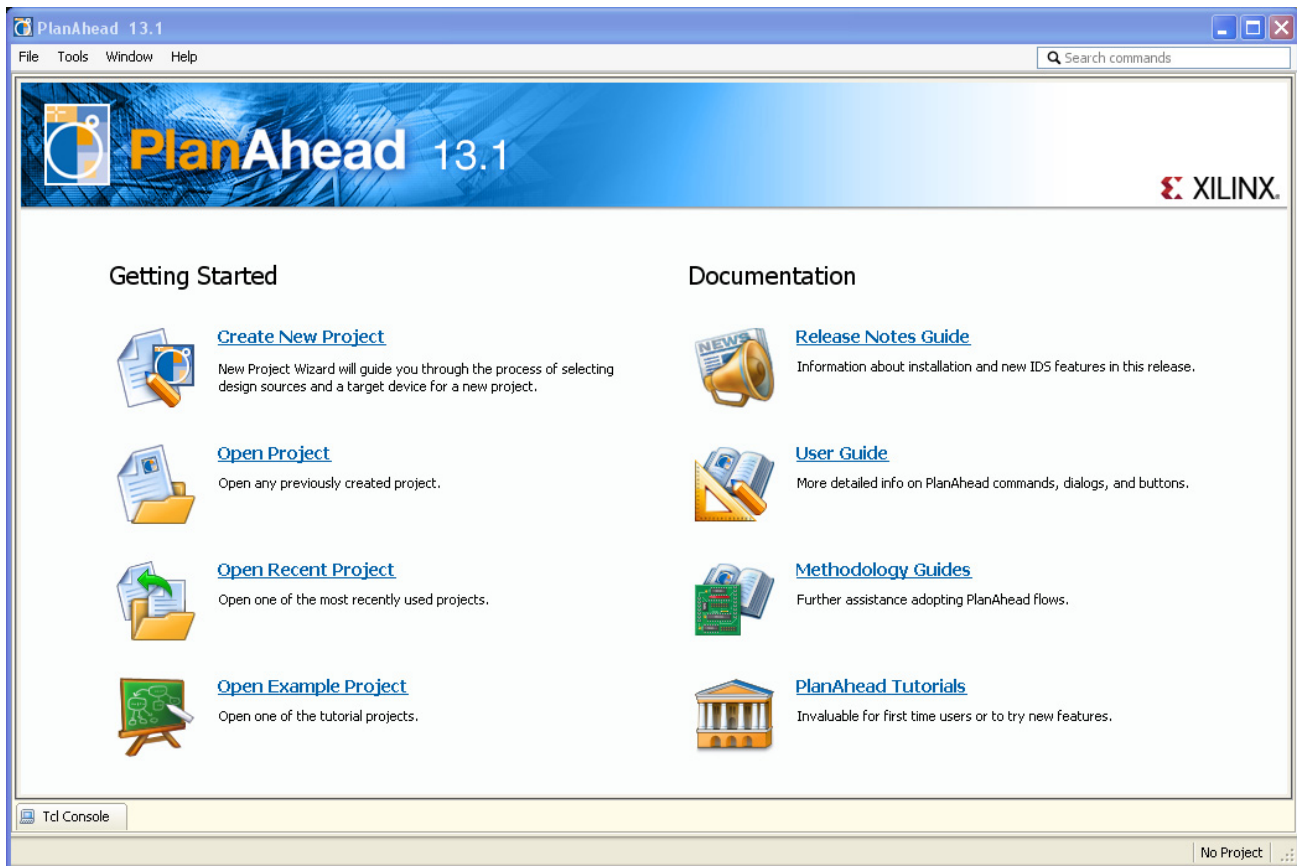 PlanAhead 13.1
File Tools Window Help
Search commands
PlanAhead 13.1
XILINX.
Getting Started
Create New Project
New Project Wizard will guide you through the process of selecting
design sources and a target device for a new project.
Open Project
Open any previously created project.
Open Recent Project
Open one of the most recently used projects.
Open Example Project
Open one of the tutorial projects.
Documentation
NEWS
Release Notes Guide
Information about installation and new IDS features in this release.
User Guide
More detailed info on PlanAhead commands, dialogs, and buttons.
Methodology Guides
Further assistance adopting PlanAhead flows.
PlanAhead Tutorials
Invaluable for first time users or to try new features.
Tcl Console
No Project